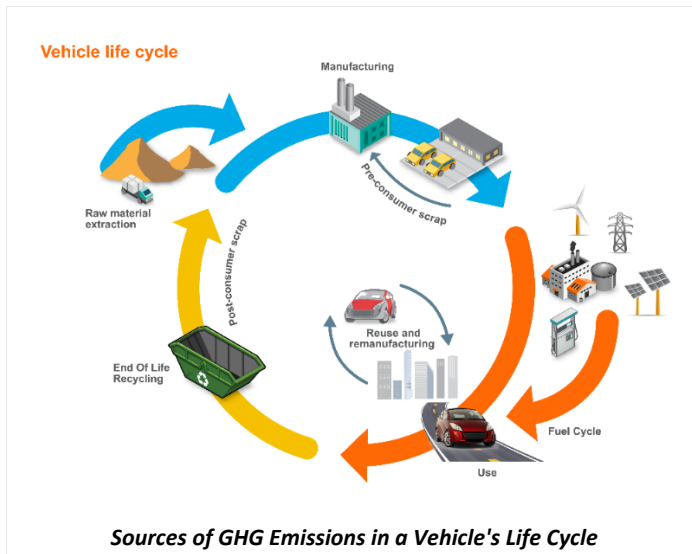 Vehicle life cycle
Manufacturing
Pre-consumer scrap
Raw material
extraction
Post-consumer scrap
Reuse and
remanufacturing
End Of Life
Recycling
Fuel Cycle
Use
Sources of GHG Emissions in a Vehicle's Life Cycle